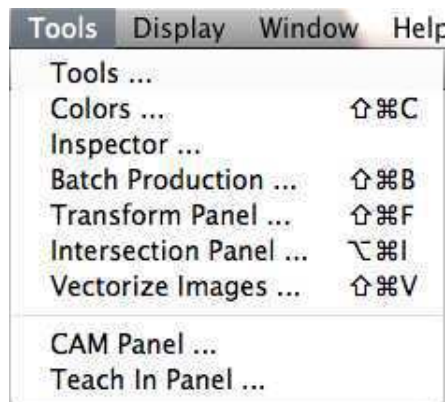 Tools Display Window Help
Tools ...
Colors ... ⇧⌘C
Inspector ...
Batch Production ... ⇧⌘B
Transform Panel ... ⇧⌘F
Intersection Panel ... ⌥⌘I
Vectorize Images ... ⇧⌘V
CAM Panel ...
Teach In Panel ...